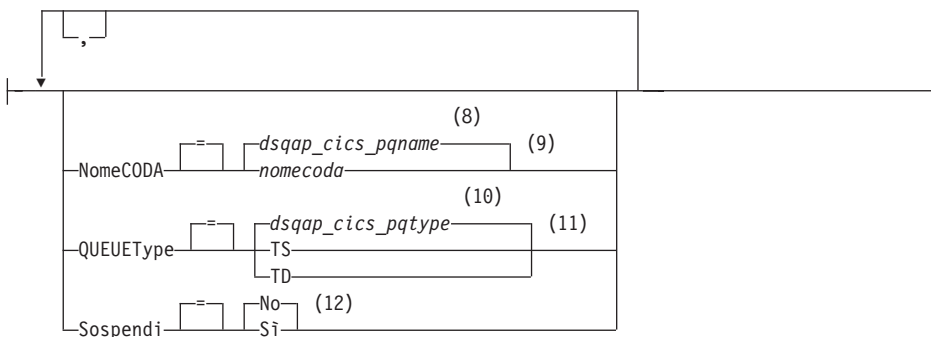 ,
(8)
= dsqap_cics_pqname (9)
NomeCODA nomecoda
(10)
= dsqap_cics_pqtype (11)
QUEUEType TS
TD
= No (12)
Sospendi Sì